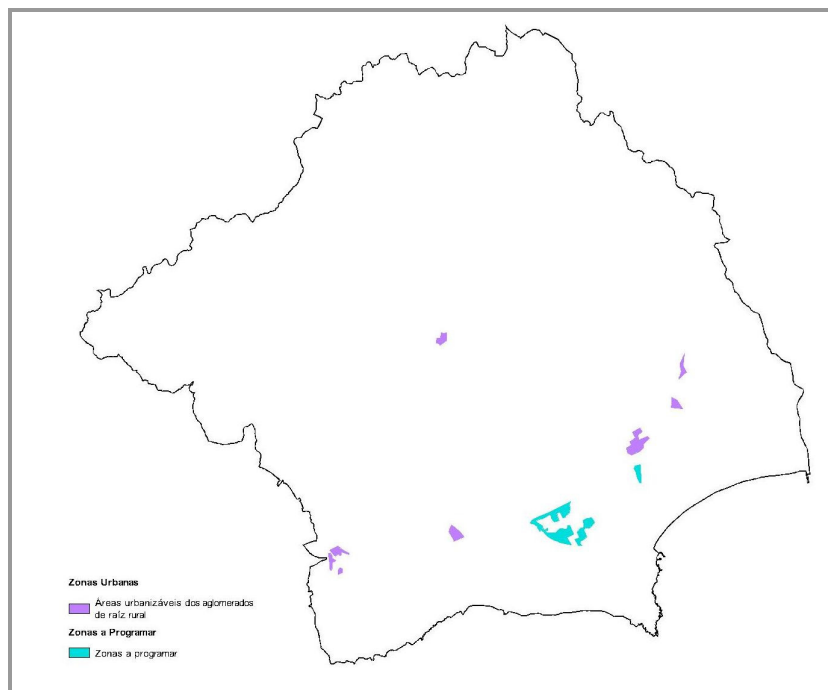 Zonas Urbanas
Áreas urbanizáveis dos aglomerados
de raíz rural
Zonas a Programar
Zonas a programar